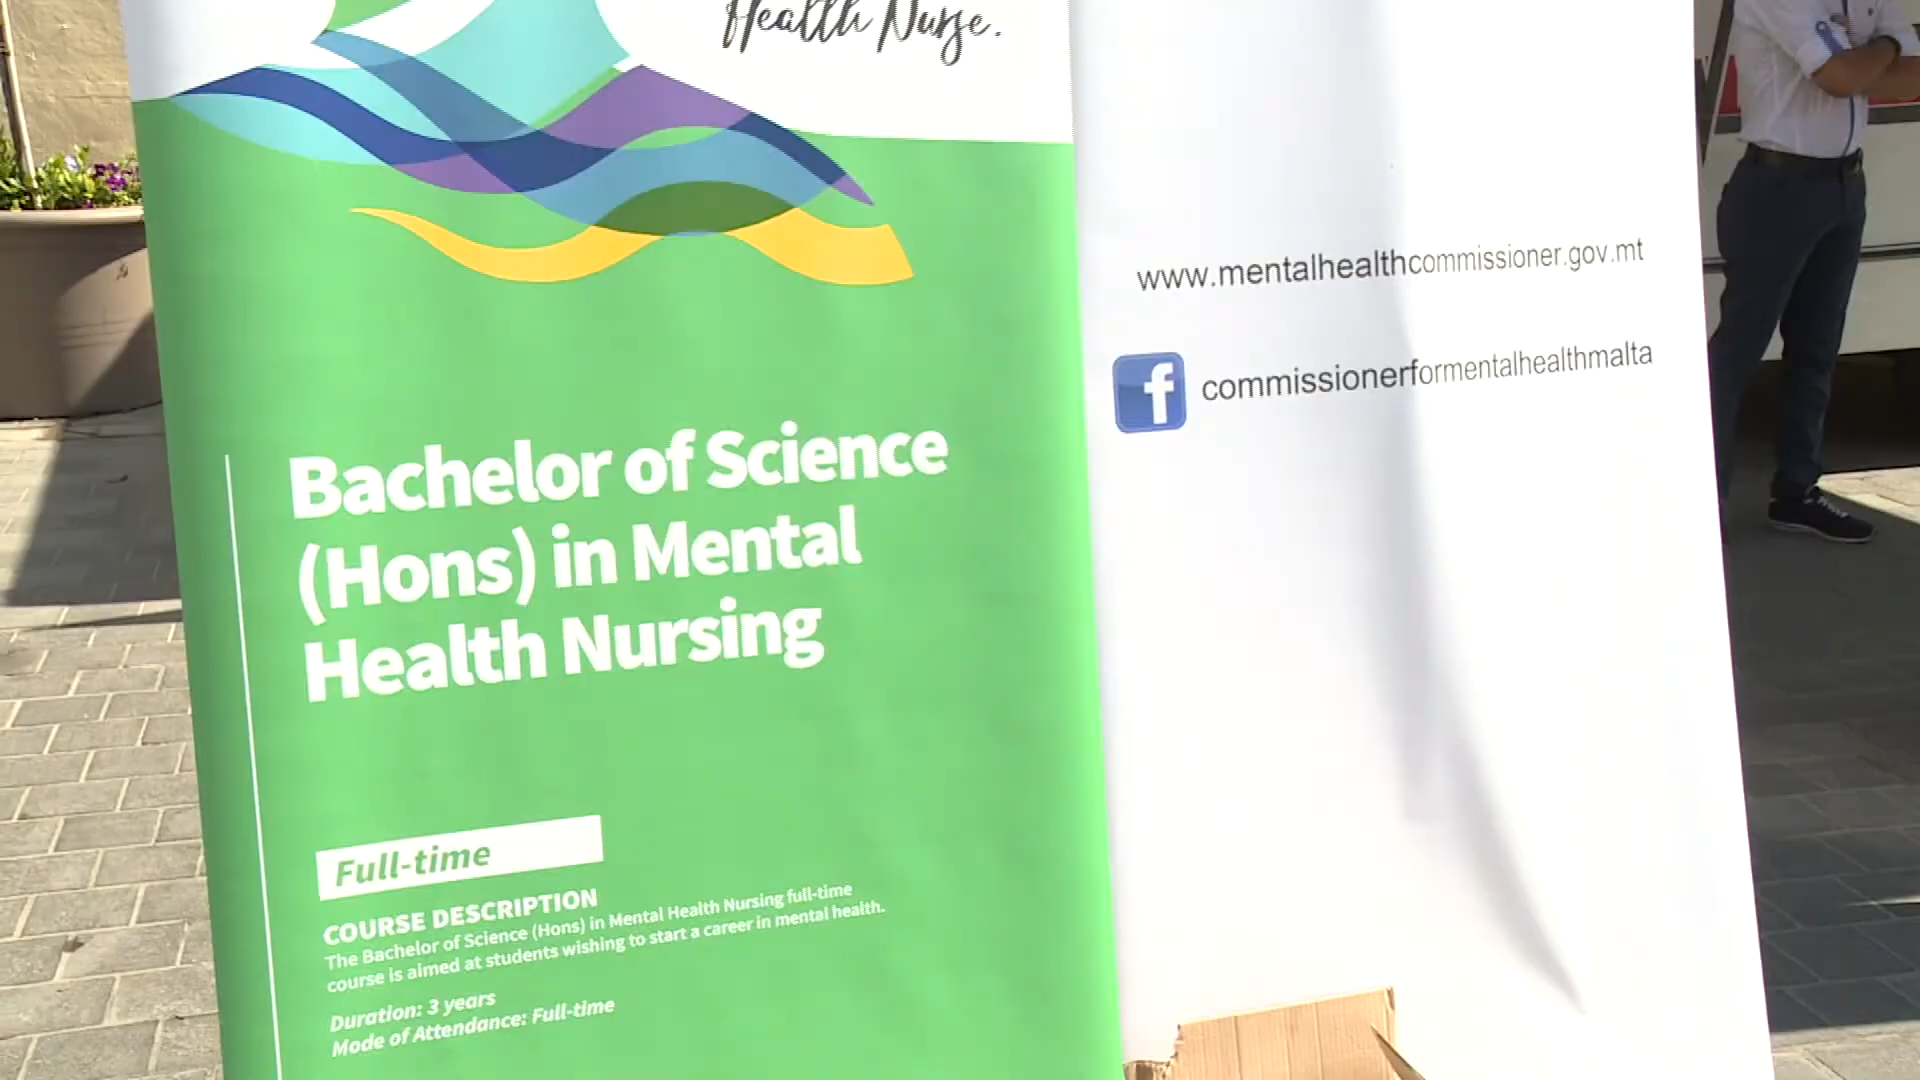 Health Nurse.
Bachelor of Science
(Hons) in Mental
Health Nursing
Full-time
COURSE DESCRIPTION
The Bachelor of Science (Hons) in Mental Health Nursing full-time
course is aimed at students wishing to start a career in mental health.
Duration: 3 years
Mode of Attendance: Full-time
www.mentalhealthcommissioner.gov.mt
f commissionerformentalhealthmalta